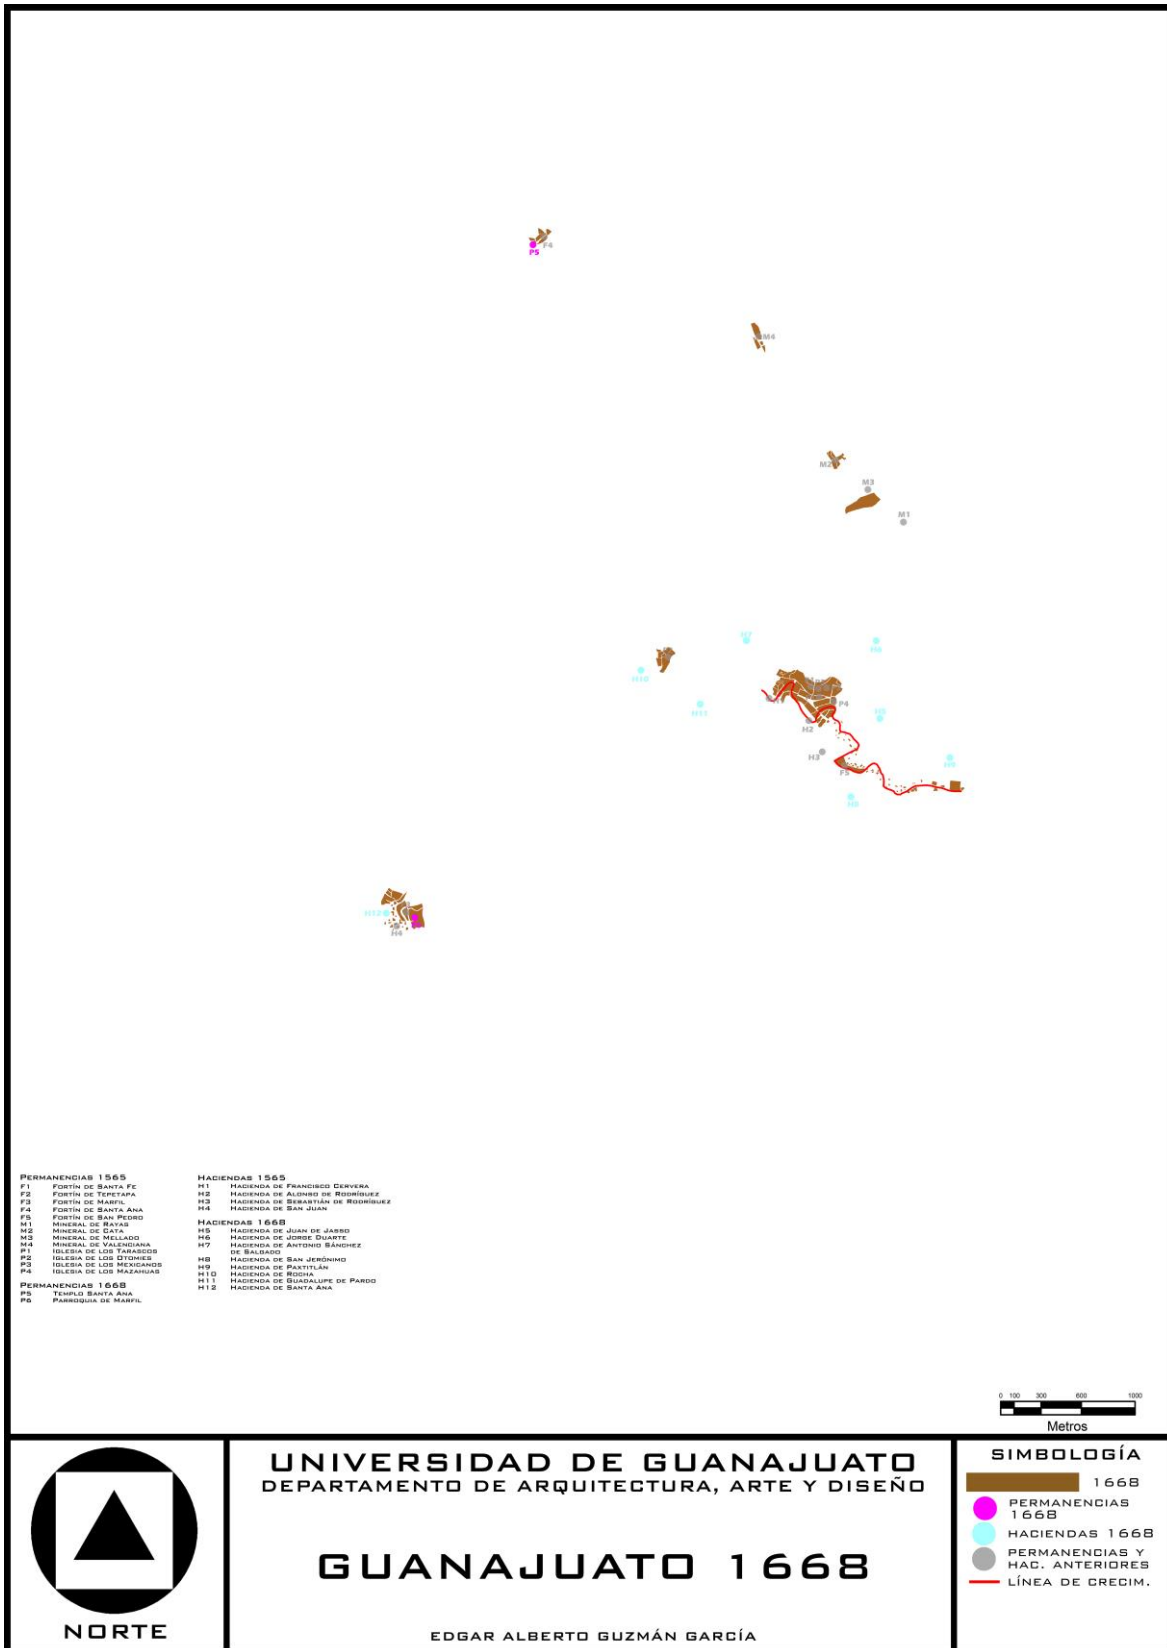 F4
P5
M4
M2
M3
M1
H7
H10
H11
P4
H2
H3
F5
H9
H12
H4
PERMANENCIAS 1565
F1 FORTÍN DE SANTA FE
F2 FORTÍN DE TEPETAPA
F3 FORTÍN DE MARFIL
F4 FORTÍN DE SANTA ANA
F5 FORTÍN DE SAN PEDRO
M1 MINERAL DE RAYAS
M2 MINERAL DE CATA
M3 MINERAL DE MELLADO
M4 MINERAL DE VALENCIANA
P1 IGLESIA DE LOS TARASCOS
P2 IGLESIA DE LOS OTOMIES
P3 IGLESIA DE LOS MEXICANOS
P4 IGLESIA DE LOS MAZAHUAS
PERMANENCIAS 1668
P5 TEMPLO SANTA ANA
P6 PARROQUIA DE MARFIL
HACIENDAS 1565
H1 HACIENDA DE FRANCISCO CERVERA
H2 HACIENDA DE ALONSO DE RODRÍGUEZ
H3 HACIENDA DE SEBASTIÁN DE RODRÍGUEZ
H4 HACIENDA DE SAN JUAN
HACIENDAS 1668
H5 HACIENDA DE JUAN DE JASSO
H6 HACIENDA DE JORGE DUARTE
H7 HACIENDA DE ANTONIO SÁNCHEZ
DE SALGADO
H8 HACIENDA DE SAN JERÓNIMO
H9 HACIENDA DE PAXTITLÁN
H10 HACIENDA DE ROCHA
H11 HACIENDA DE GUADALUPE DE PARDO
H12 HACIENDA DE SANTA ANA
0 100 300 600 1000
Metros
NORTE
UNIVERSIDAD DE GUANAJUATO
DEPARTAMENTO DE ARQUITECTURA, ARTE Y DISEÑO
GUANAJUATO 1668
EDGAR ALBERTO GUZMÁN GARCÍA
SIMBOLOGÍA
1668
PERMANENCIAS
1668
HACIENDAS 1668
PERMANENCIAS Y
HAC. ANTERIORES
LÍNEA DE CRECIM.